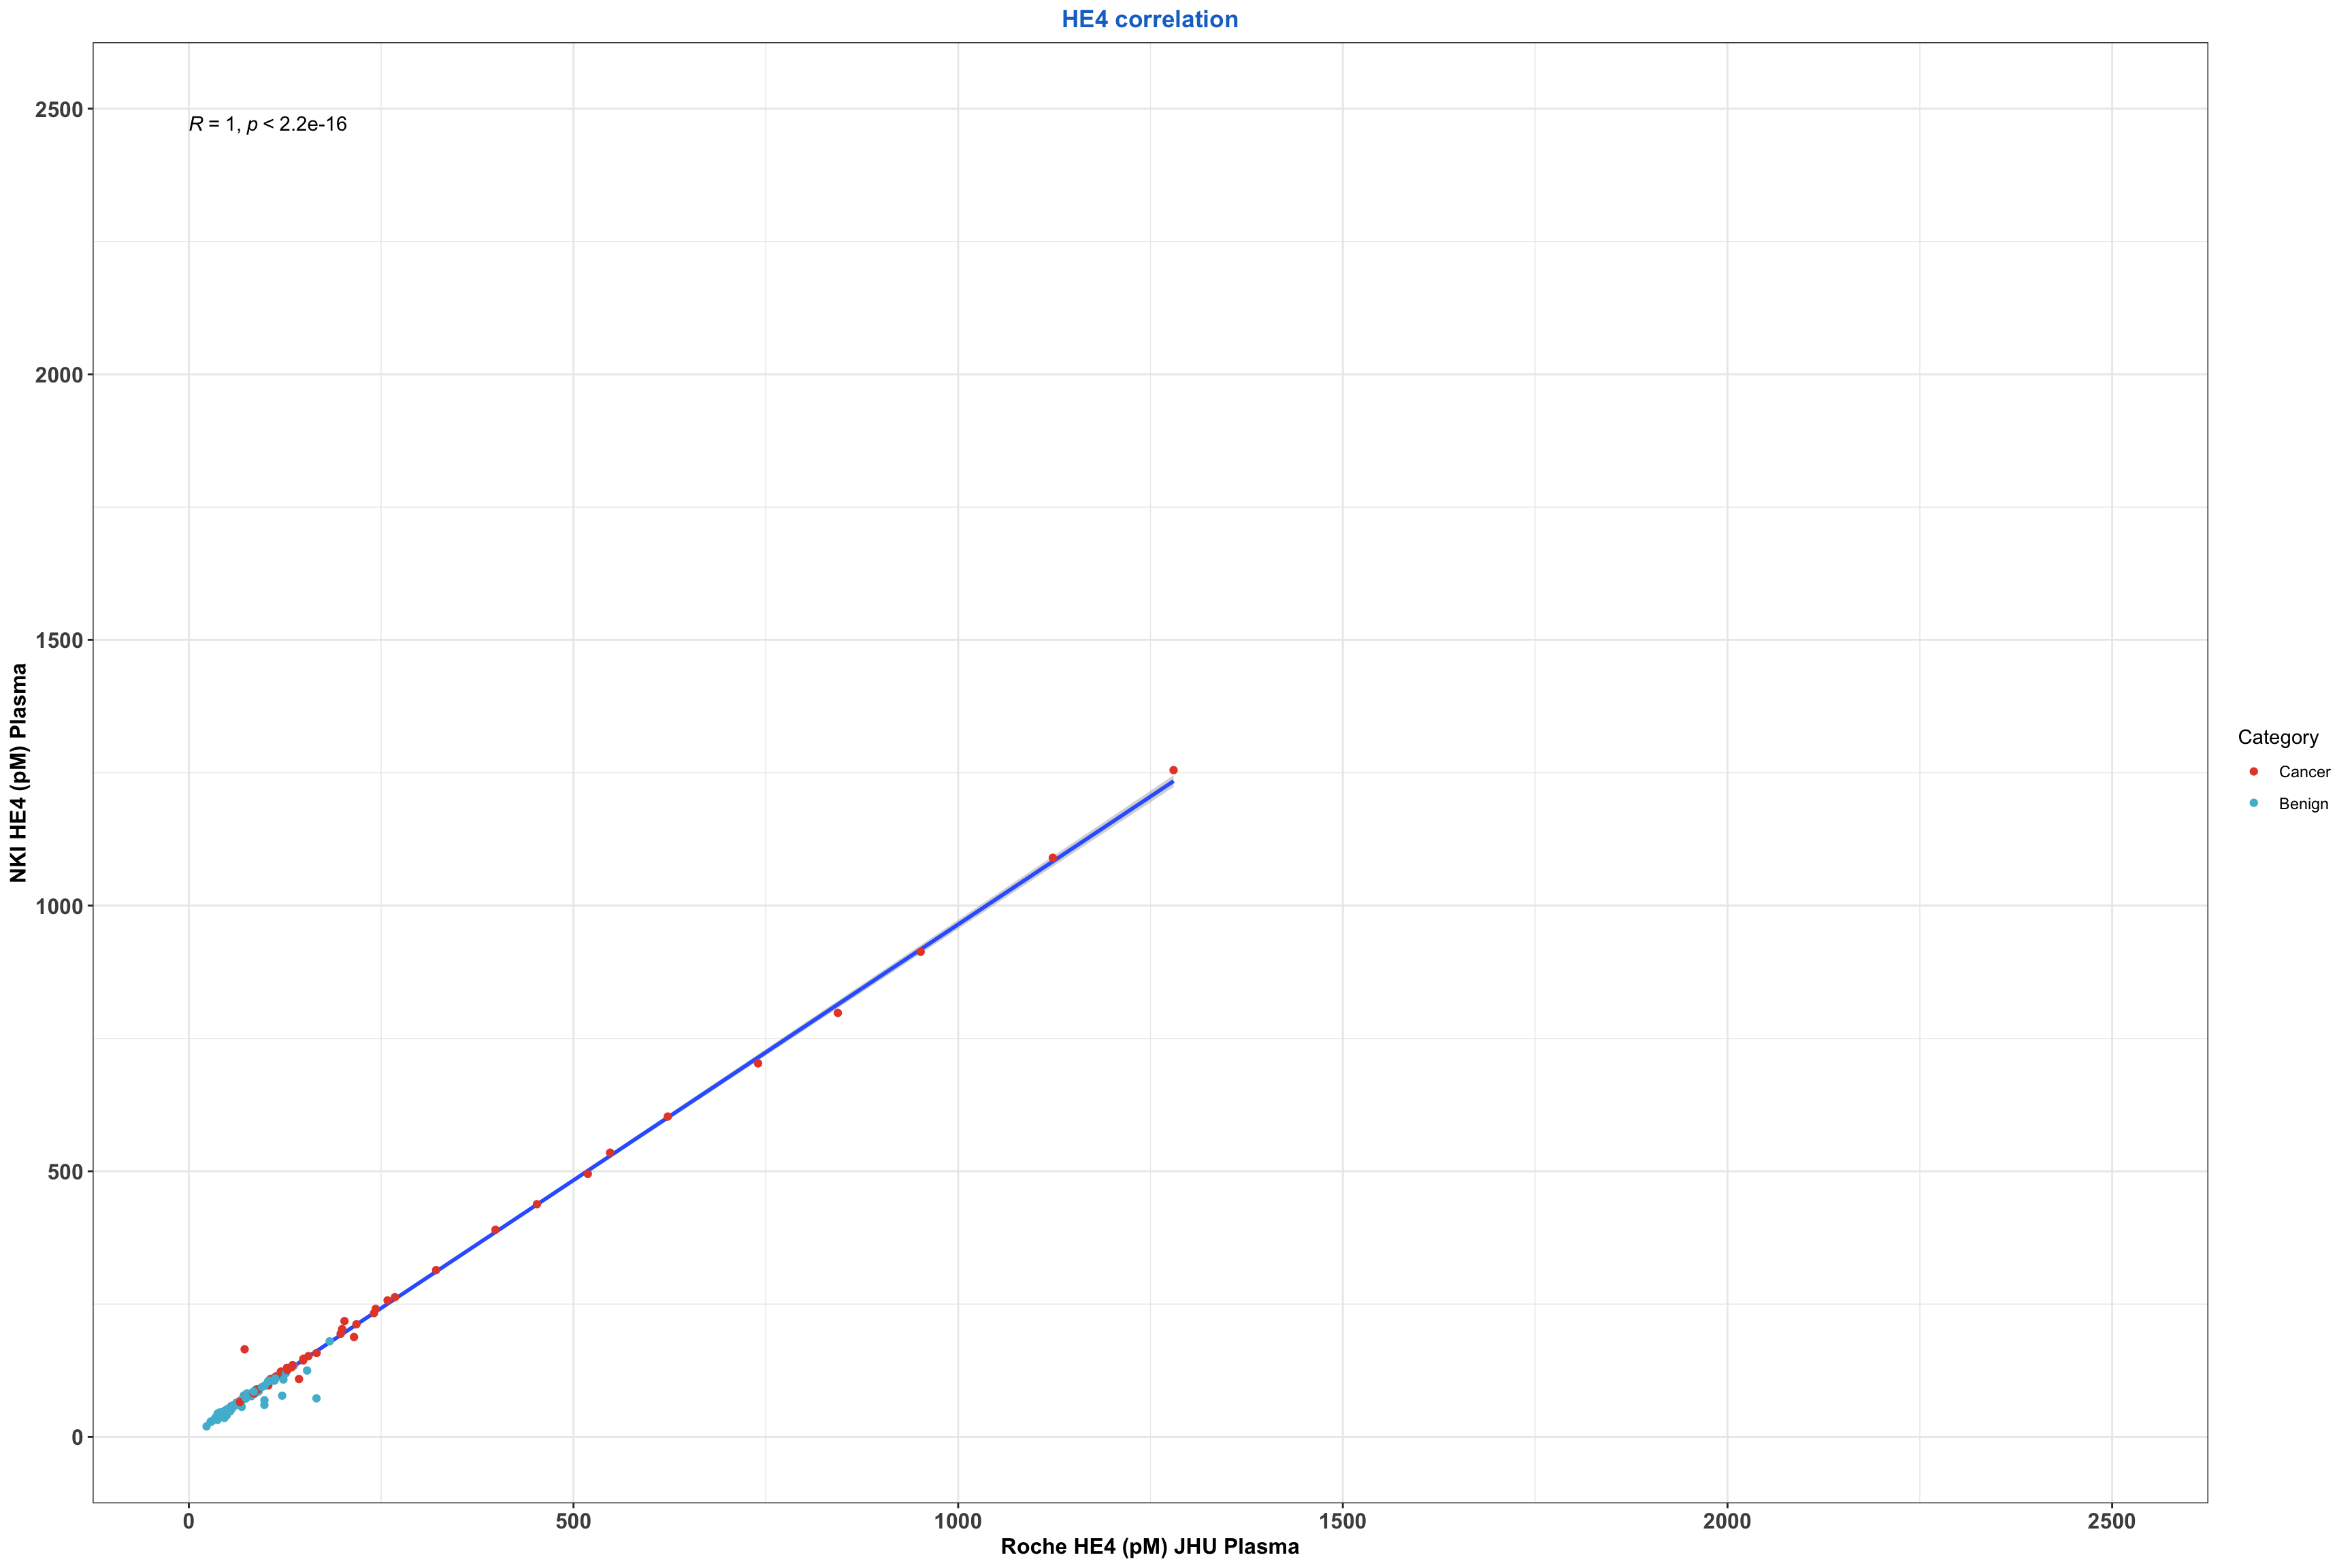 HE4 correlation
R = 1, p < 2.2e-16
2500
2000
1500
1000
500
0
NKI HE4 (pM) Plasma
0 500 1000 1500 2000 2500
Roche HE4 (pM) JHU Plasma
Category
Cancer
Benign